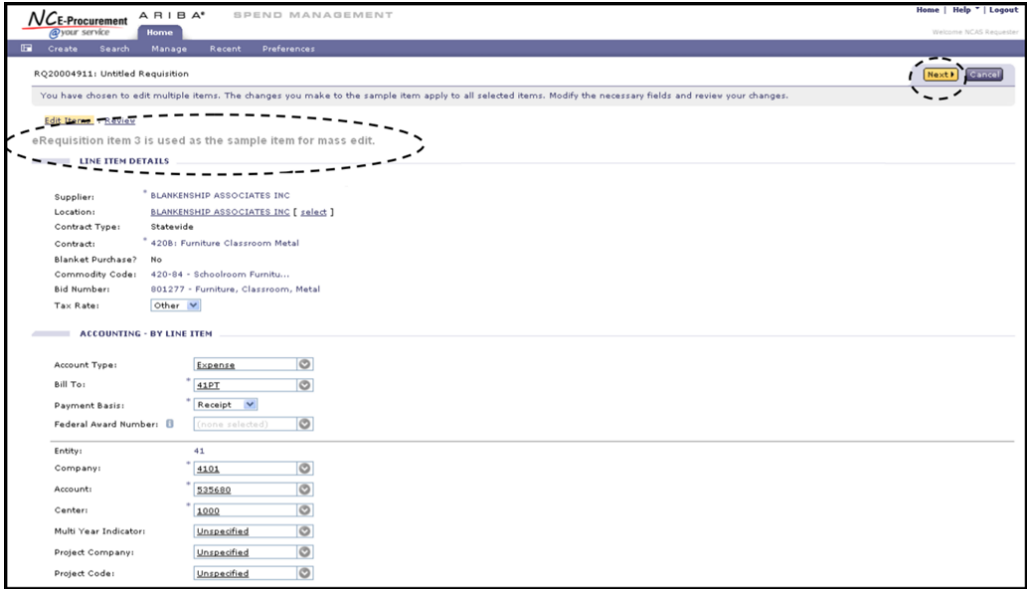 NCE-Procurement
@your service
ARIBA SPEND MANAGEMENT
Home | Help | Logout
Home
Welcome NCAS Requester
Create Search Manage Recent Preferences
RQ20004911: Untitled Requisition
Next Cancel
You have chosen to edit multiple items. The changes you make to the sample item apply to all selected items. Modify the necessary fields and review your changes.
Edit Items Review
eRequisition item 3 is used as the sample item for mass edit.
LINE ITEM DETAILS
Supplier: * BLANKENSHIP ASSOCIATES INC
Location: BLANKENSHIP ASSOCIATES INC [ select ]
Contract Type: Statewide
Contract: * 420B: Furniture Classroom Metal
Blanket Purchase? No
Commodity Code: 420-84 - Schoolroom Furnitu...
Bid Number: 801277 - Furniture, Classroom, Metal
Tax Rate: Other
ACCOUNTING - BY LINE ITEM
Account Type: Expense
Bill To: * 41PT
Payment Basis: * Receipt
Federal Award Number: (none selected)
Entity: 41
Company: * 4101
Account: * 535680
Center: * 1000
Multi Year Indicator: Unspecified
Project Company: Unspecified
Project Code: Unspecified